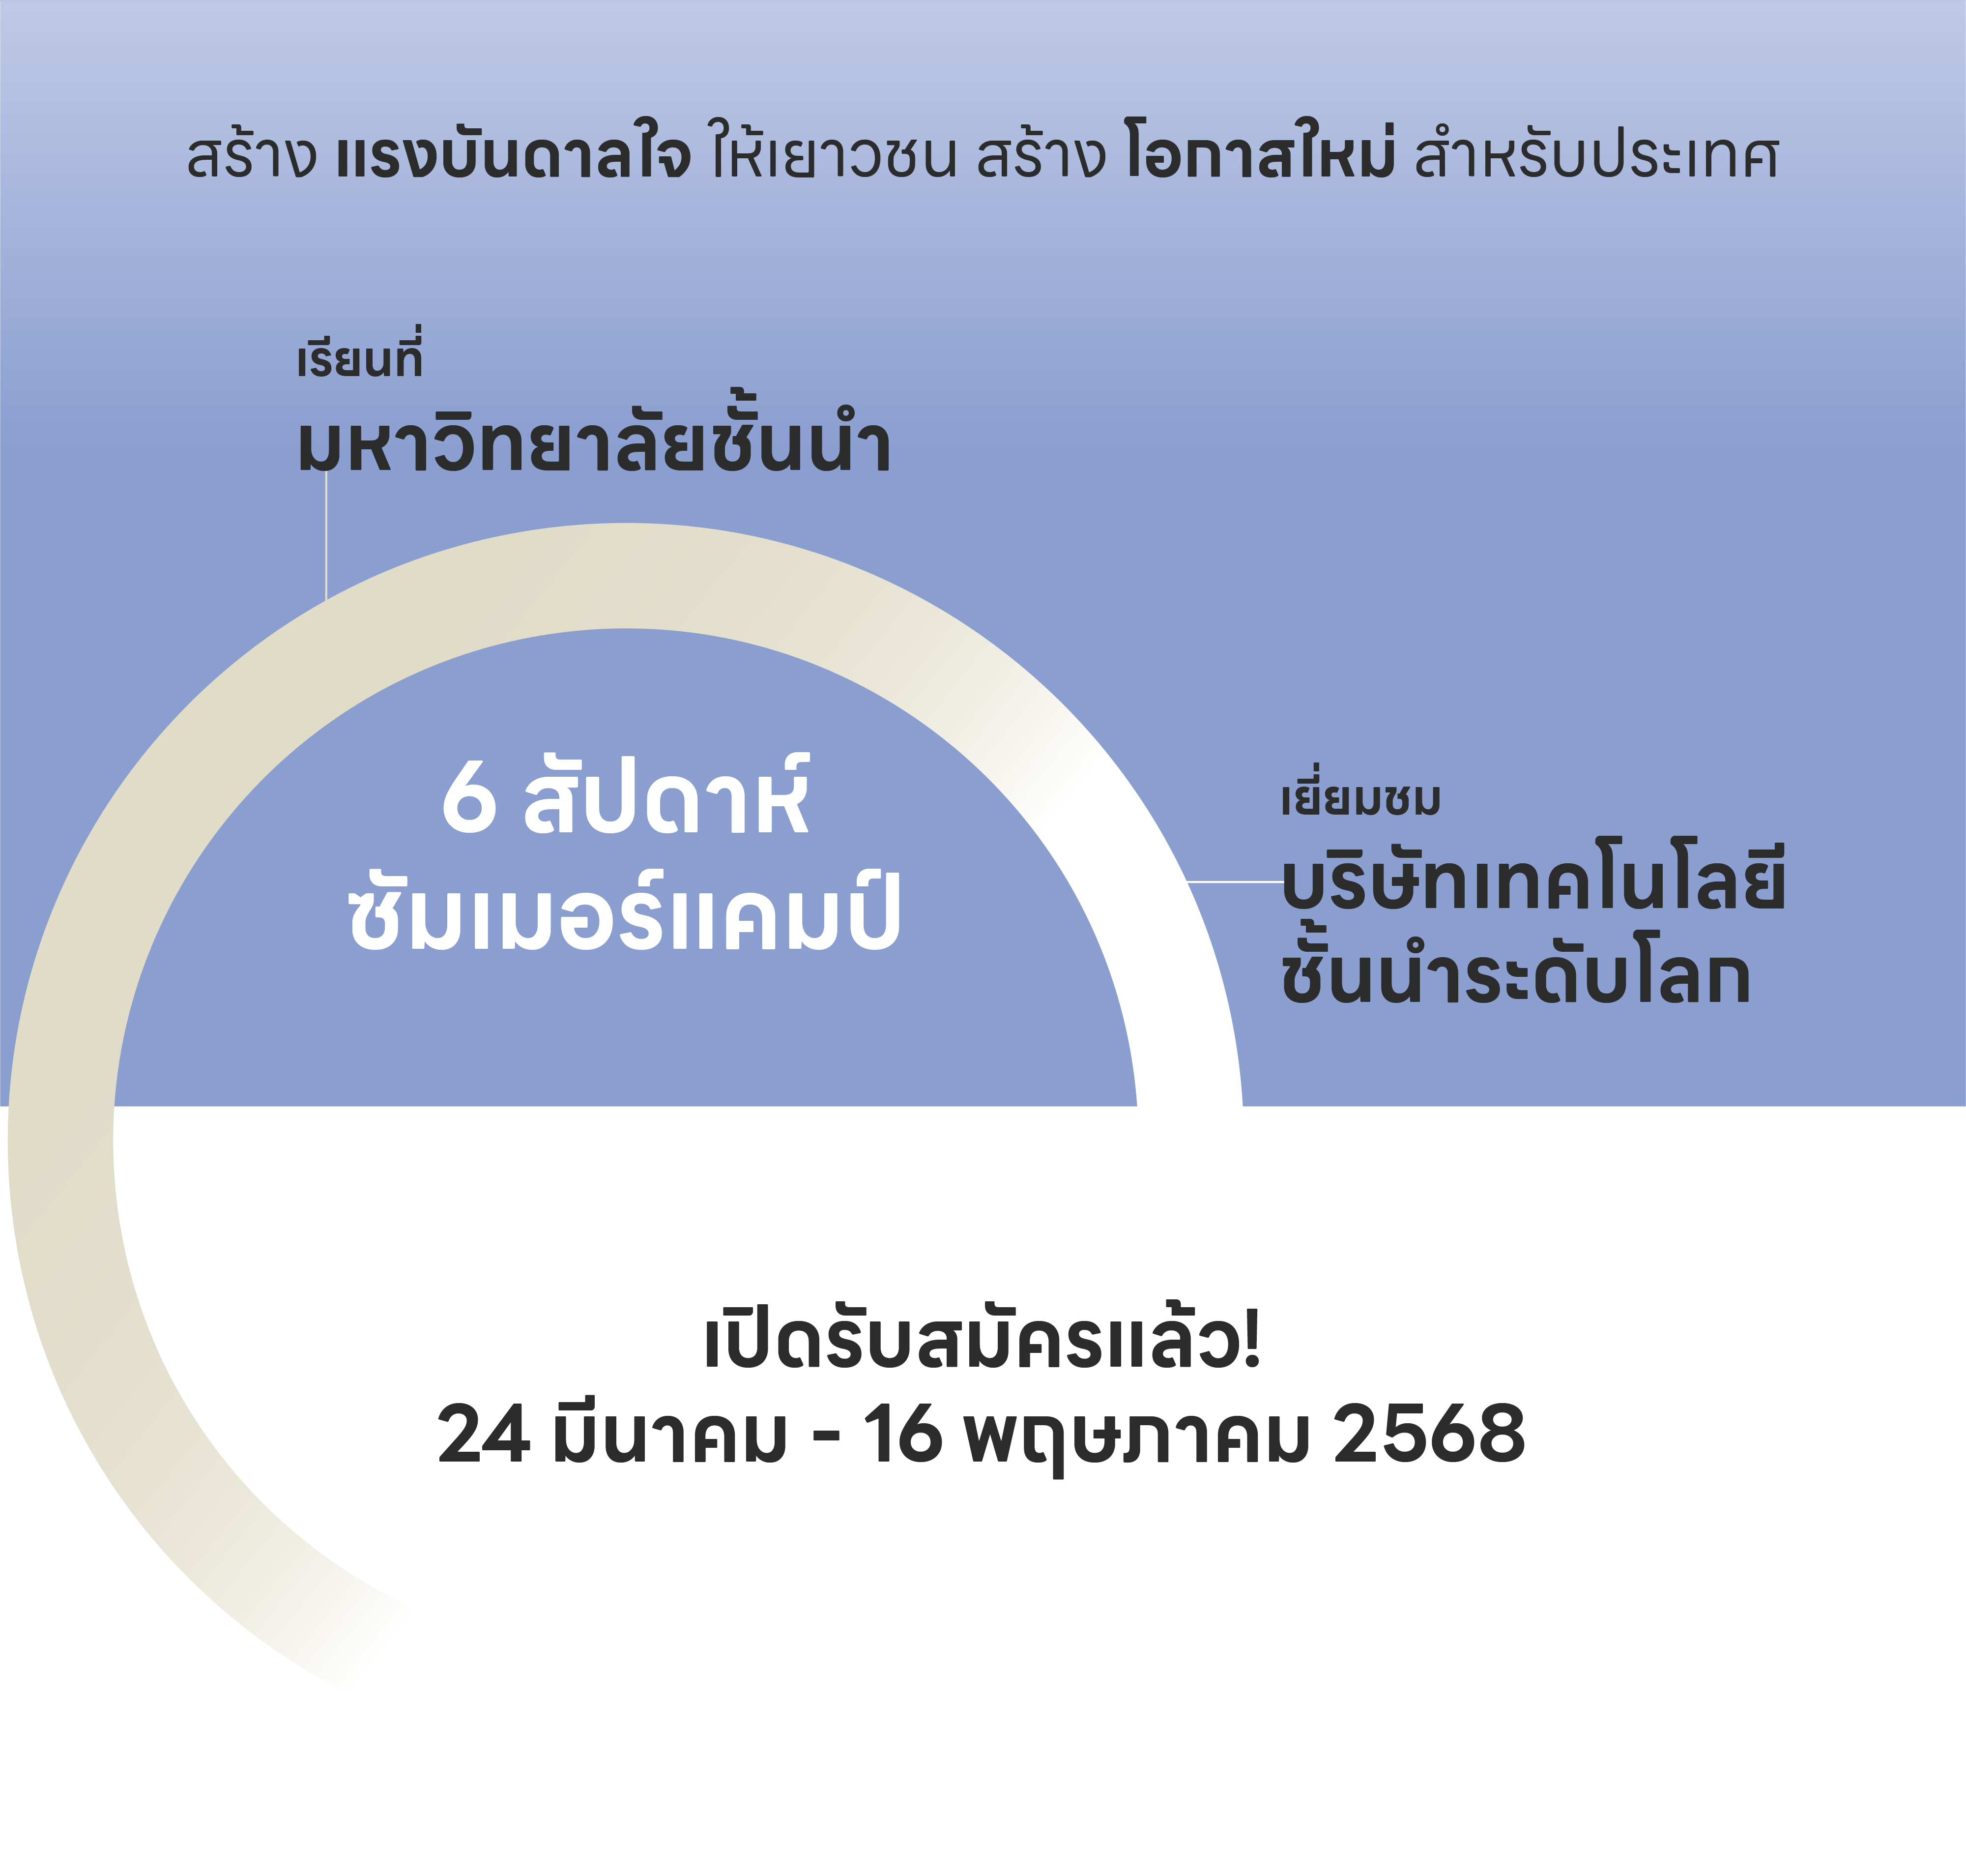 สร้าง แรงบันดาลใจ ให้เยาวชน สร้าง โอกาสใหม่ สำหรับประเทศ
เรียนที่
มหาวิทยาลัยชั้นนำ
6 สัปดาห์
ซัมเมอร์แคมป์
เยี่ยมชม
บริษัทเทคโนโลยี
ชั้นนำระดับโลก
เปิดรับสมัครแล้ว!
24 มีนาคม - 16 พฤษภาคม 2568